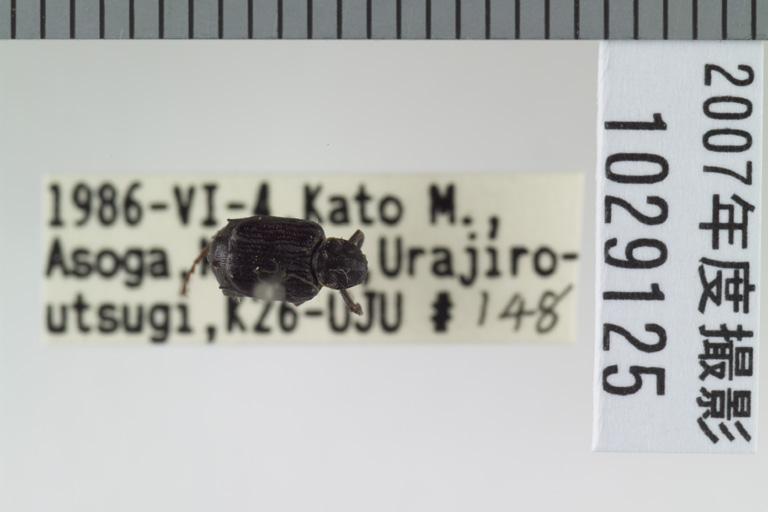 1986-VI-4 Kato M.,
Asoga, Urajiro-
utsugi,K26-UJU # 148
2007年度撮影
1029125